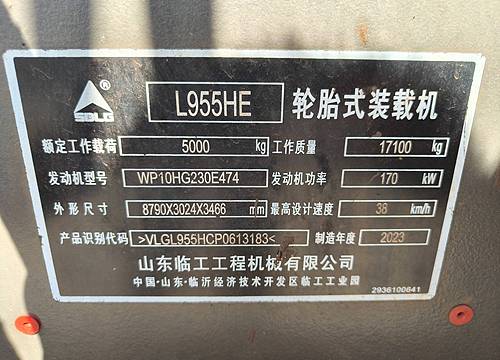 SDLG ® L955HE 轮胎式装载机
额定工作载荷 5000 kg 工作质量 17100 kg
发动机型号 WP10HG230E474 发动机功率 170 kW
外形尺寸 8790X3024X3466 mm 最高设计速度 38 km/h
产品识别代码 >VLGL955HCP0613183< 制造年度 2023
山东临工工程机械有限公司
中国·山东·临沂经济技术开发区临工工业园
2936100641